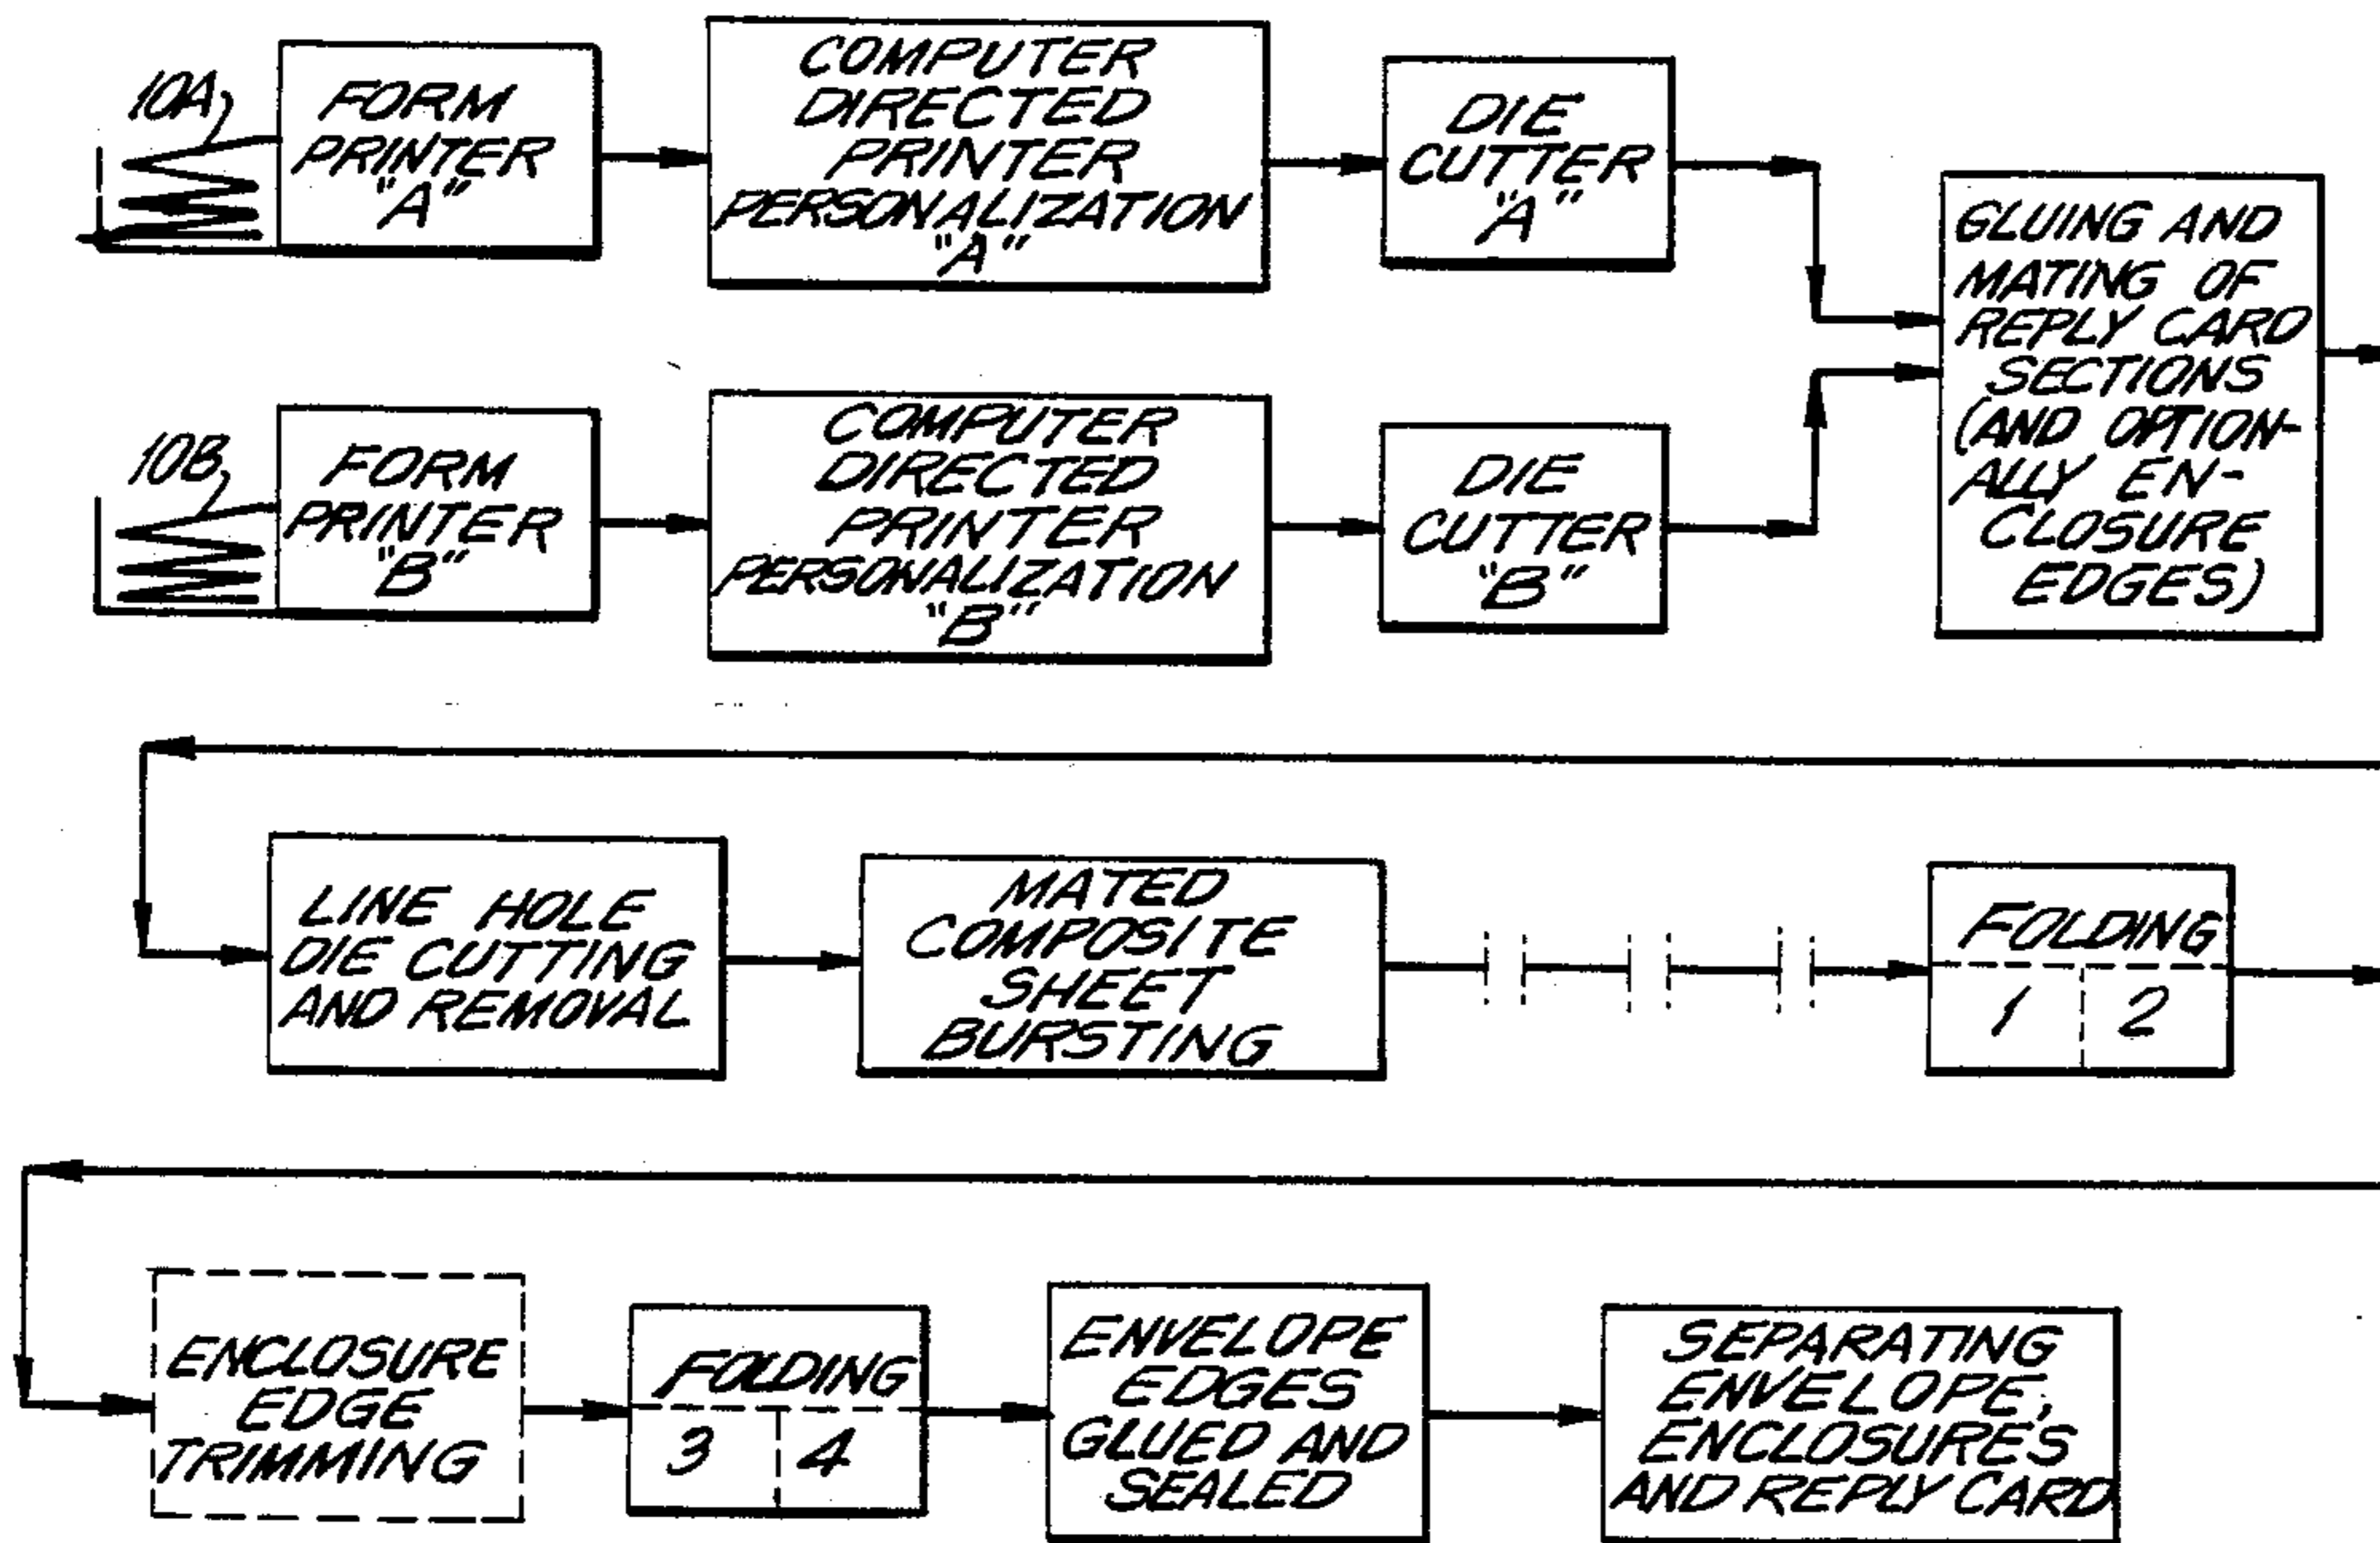 10A
FORM
PRINTER
"A"
COMPUTER
DIRECTED
PRINTER
PERSONALIZATION
"A"
DIE
CUTTER
"A"
GLUING AND
MATING OF
REPLY CARD
SECTIONS
(AND OPTION-
ALLY EN-
CLOSURE
EDGES)
10B
FORM
PRINTER
"B"
COMPUTER
DIRECTED
PRINTER
PERSONALIZATION
"B"
DIE
CUTTER
"B"
LINE HOLE
DIE CUTTING
AND REMOVAL
MATED
COMPOSITE
SHEET
BURSTING
FOLDING
1 2
ENCLOSURE
EDGE
TRIMMING
FOLDING
3 4
ENVELOPE
EDGES
GLUED AND
SEALED
SEPARATING
ENVELOPE,
ENCLOSURES
AND REPLY CARD